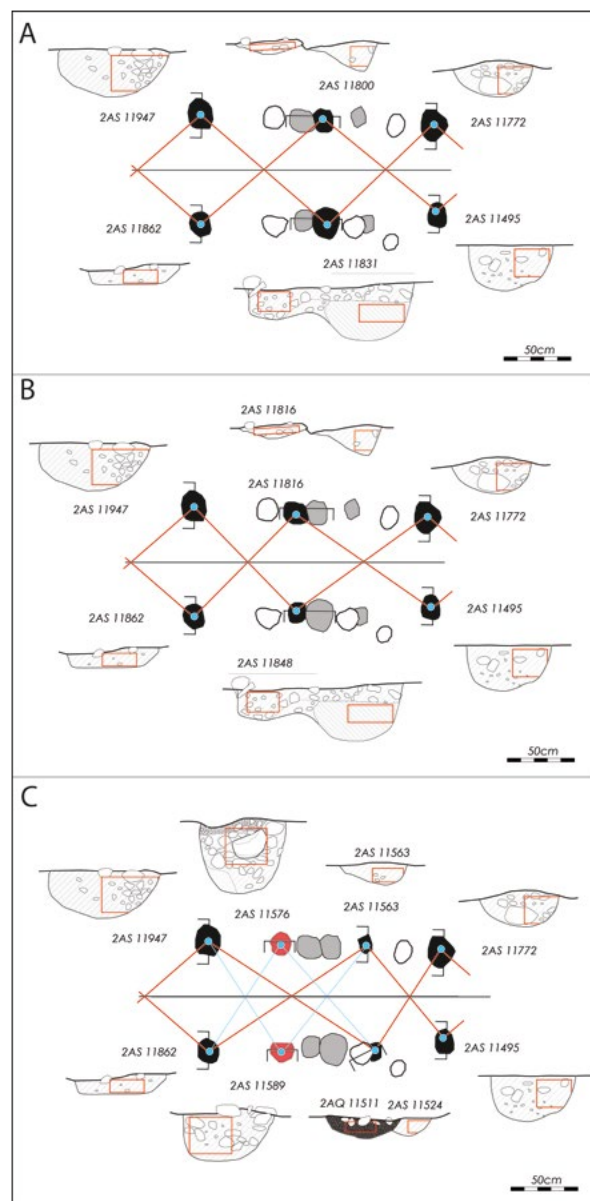 A
2AS 11800
2AS 11947
2AS 11772
2AS 11862
2AS 11495
2AS 11831
50cm
B
2AS 11816
2AS 11947
2AS 11816
2AS 11772
2AS 11862
2AS 11495
2AS 11848
50cm
C
2AS 11563
2AS 11576
2AS 11563
2AS 11947
2AS 11772
2AS 11862
2AS 11495
2AS 11589
2AQ 11511
2AS 11524
50cm